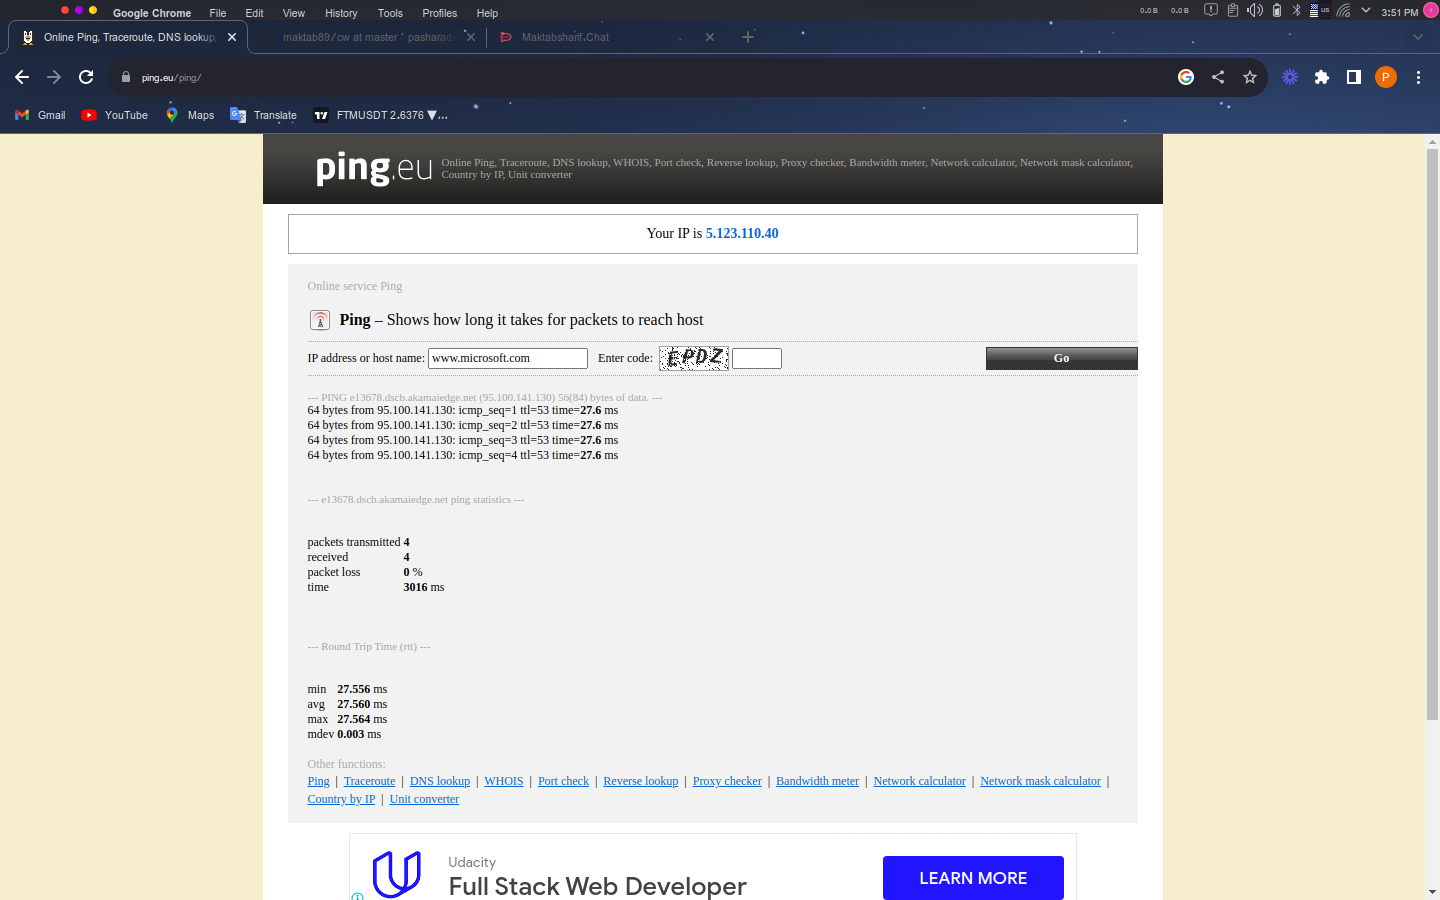 Google Chrome File Edit View History Tools Profiles Help 0.0 B 0.0 B US 3:51 PM
Online Ping, Traceroute, DNS lookup, maktab89/cw at master · pasharad/ Maktabsharif.Chat
ping.eu/ping/ P
Gmail YouTube Maps Translate FTMUSDT 2.6376 ▼...
ping.eu
Online Ping, Traceroute, DNS lookup, WHOIS, Port check, Reverse lookup, Proxy checker, Bandwidth meter, Network calculator, Network mask calculator,
Country by IP, Unit converter
Your IP is 5.123.110.40
Online service Ping
Ping – Shows how long it takes for packets to reach host
IP address or host name: www.microsoft.com Enter code: EPDZ Go
--- PING e13678.dscb.akamaiedge.net (95.100.141.130) 56(84) bytes of data. ---
64 bytes from 95.100.141.130: icmp_seq=1 ttl=53 time=27.6 ms
64 bytes from 95.100.141.130: icmp_seq=2 ttl=53 time=27.6 ms
64 bytes from 95.100.141.130: icmp_seq=3 ttl=53 time=27.6 ms
64 bytes from 95.100.141.130: icmp_seq=4 ttl=53 time=27.6 ms
--- e13678.dscb.akamaiedge.net ping statistics ---
packets transmitted 4
received 4
packet loss 0 %
time 3016 ms
--- Round Trip Time (rtt) ---
min 27.556 ms
avg 27.560 ms
max 27.564 ms
mdev 0.003 ms
Other functions:
Ping | Traceroute | DNS lookup | WHOIS | Port check | Reverse lookup | Proxy checker | Bandwidth meter | Network calculator | Network mask calculator |
Country by IP | Unit converter
Udacity
Full Stack Web Developer
LEARN MORE